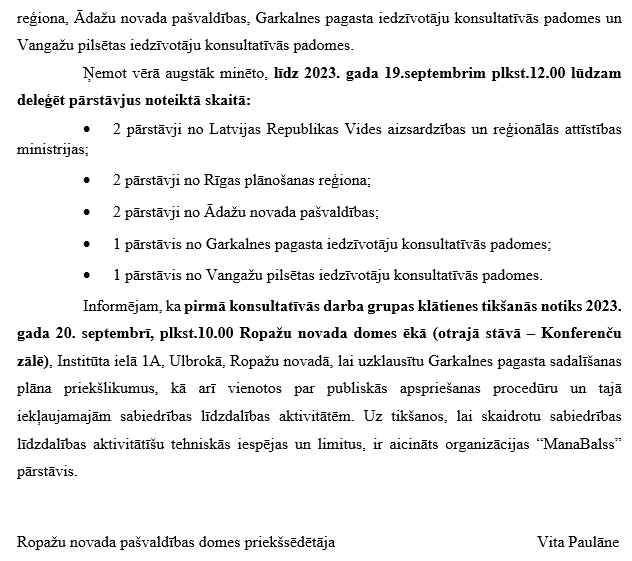 reģiona, Ādažu novada pašvaldības, Garkalnes pagasta iedzīvotāju konsultatīvās padomes un
Vangažu pilsētas iedzīvotāju konsultatīvās padomes.
Ņemot vērā augstāk minēto, līdz 2023. gada 19.septembrim plkst.12.00 lūdzam
deleģēt pārstāvjus noteiktā skaitā:
• 2 pārstāvji no Latvijas Republikas Vides aizsardzības un reģionālās attīstības
ministrijas;
• 2 pārstāvji no Rīgas plānošanas reģiona;
• 2 pārstāvji no Ādažu novada pašvaldības;
• 1 pārstāvis no Garkalnes pagasta iedzīvotāju konsultatīvās padomes;
• 1 pārstāvis no Vangažu pilsētas iedzīvotāju konsultatīvās padomes.
Informējam, ka pirmā konsultatīvās darba grupas klātienes tikšanās notiks 2023.
gada 20. septembrī, plkst.10.00 Ropažu novada domes ēkā (otrajā stāvā – Konferenču
zālē), Institūta ielā 1A, Ulbrokā, Ropažu novadā, lai uzklausītu Garkalnes pagasta sadalīšanas
plāna priekšlikumus, kā arī vienotos par publiskās apspriešanas procedūru un tajā
iekļaujamajām sabiedrības līdzdalības aktivitātēm. Uz tikšanos, lai skaidrotu sabiedrības
līdzdalības aktivitātīšu tehniskās iespējas un limitus, ir aicināts organizācijas “ManaBalss”
pārstāvis.
Ropažu novada pašvaldības domes priekšsēdētāja Vita Paulāne